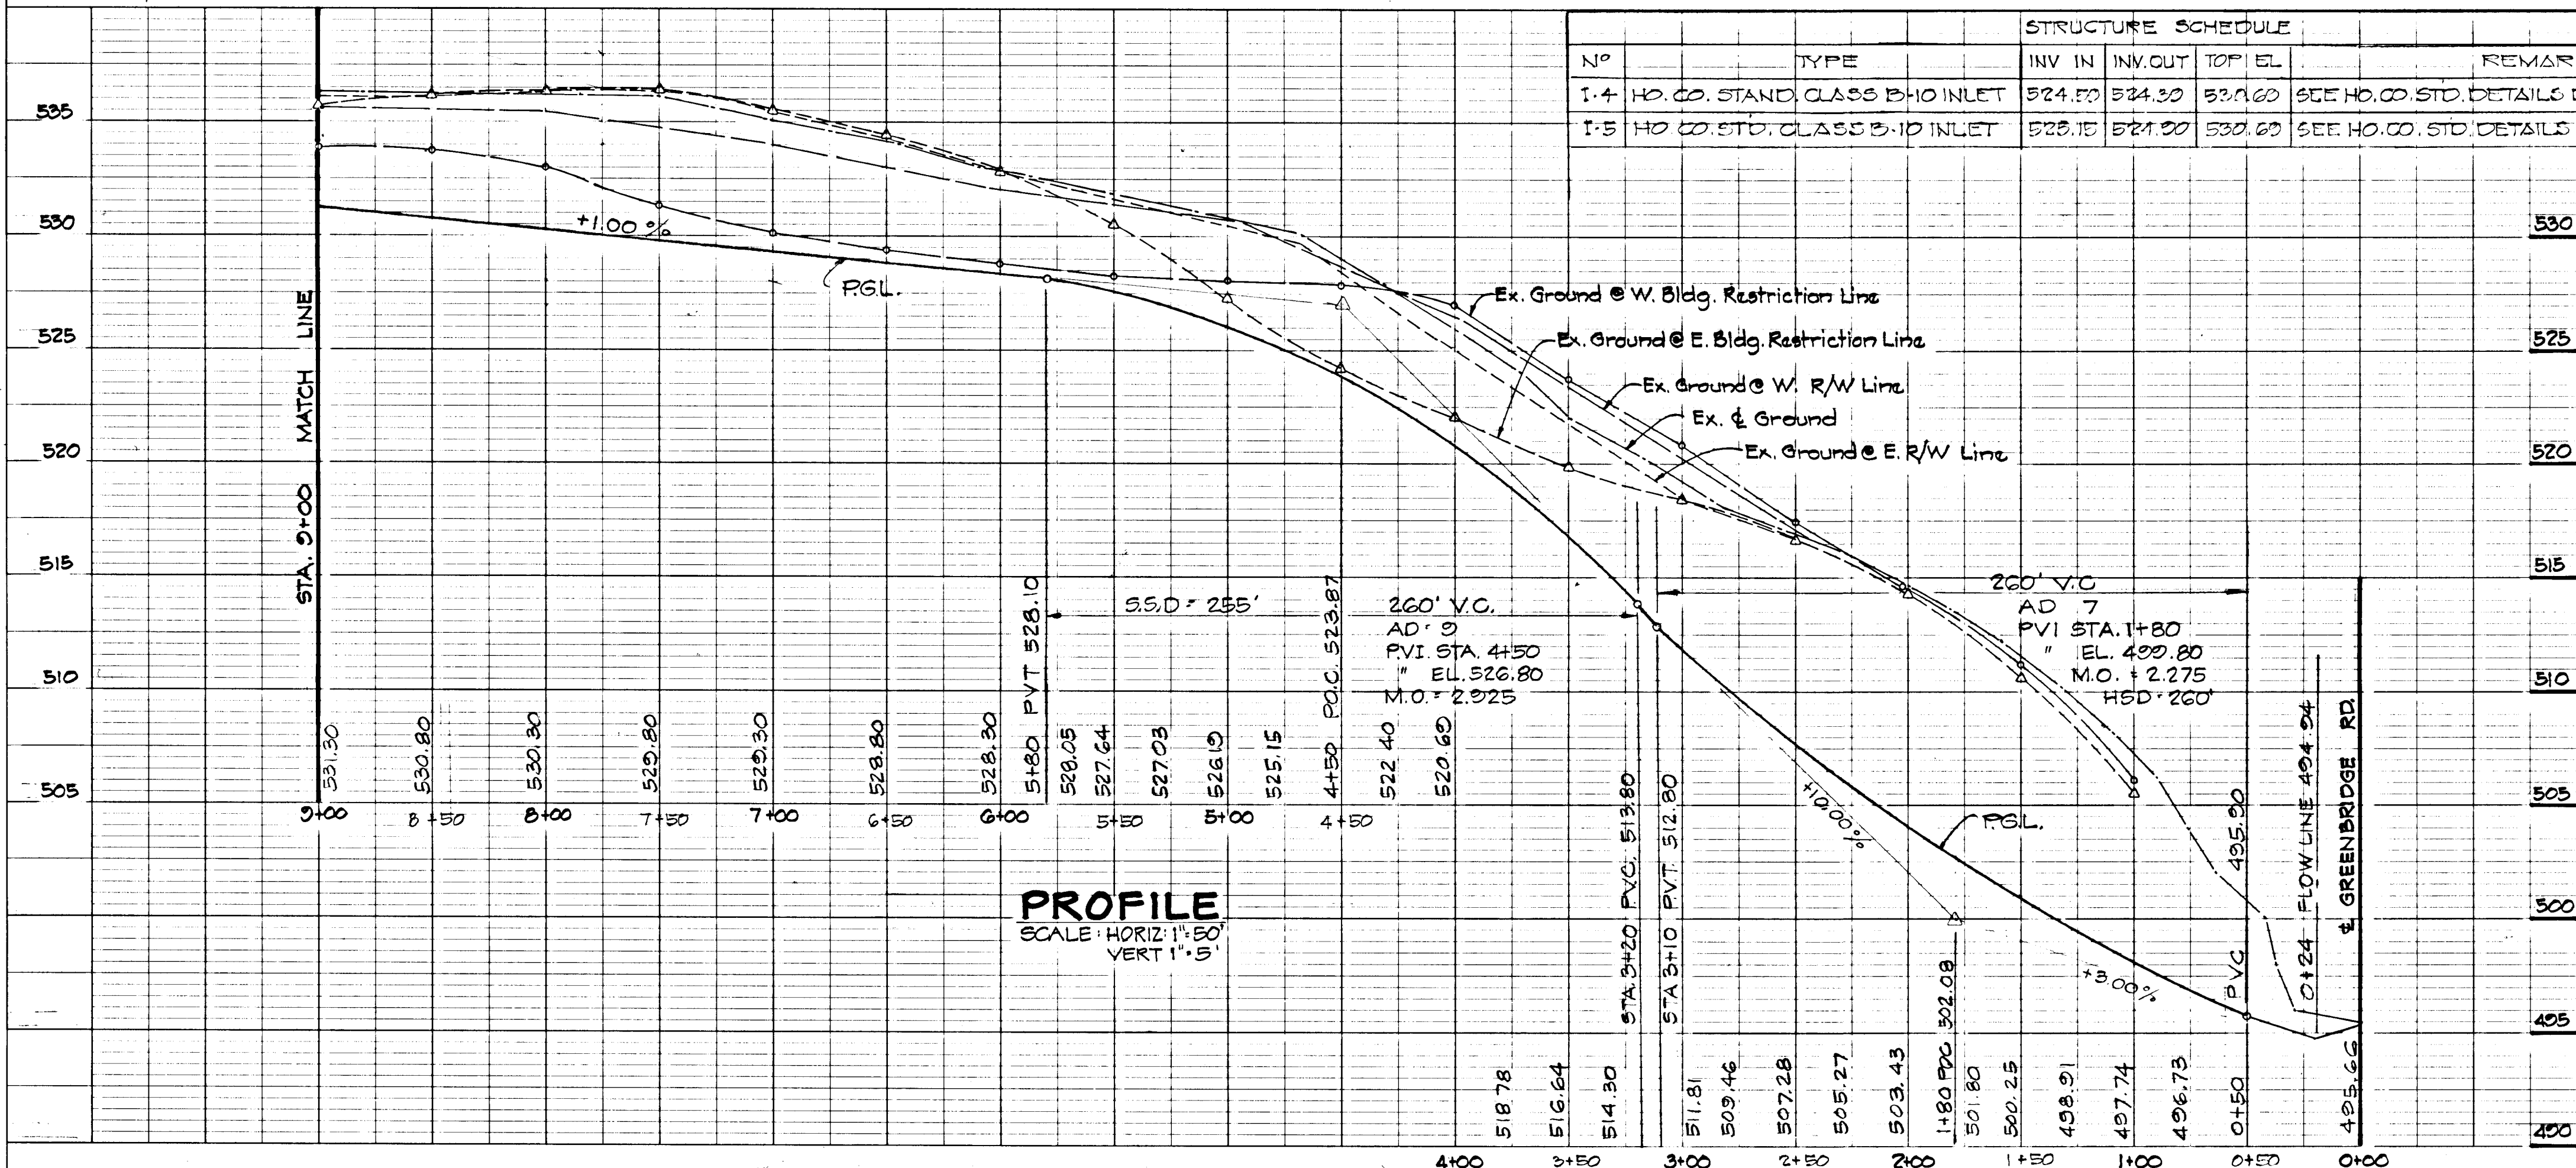 STRUCTURE SCHEDULE
Nº TYPE INV IN INV.OUT TOP EL REMAR
I-4 HO. CO. STAND. CLASS B-10 INLET 524.50 524.30 530.60 SEE HO. CO. STD. DETAILS
I-5 HO CO. STD. CLASS B-10 INLET 530.60 SEE HO. CO. STD. DETAILS
535
530
525
520
515
510
505
530
525
520
515
510
505
500
495
490
STA. 9+00 MATCH LINE
+1.00 %
P.G.L.
Ex. Ground @ W. Bldg. Restriction Line
Ex. Ground @ E. Bldg. Restriction Line
Ex. Ground @ W. R/W Line
Ex. ℄ Ground
Ex. Ground @ E. R/W Line
S.S.D = 255'
260' V.C.
AD = 9
PVI. STA. 4+50
" EL. 526.80
M.O. = 2.925
260' V.C
AD 7
PVI STA. 1+80
" EL. 499.80
M.O. = 2.275
HSD = 260'
531.30
530.80
530.30
529.80
529.30
528.80
528.30
5+80 PVT 528.10
528.05
527.64
527.03
526.19
525.15
4+50 P.O.C. 523.87
522.40
520.69
9+00 8+50 8+00 7+50 7+00 6+50 6+00 5+50 5+00 4+50
PROFILE
SCALE: HORIZ: 1"=50'
VERT 1"=5'
518.78
516.64
514.30
STA. 3+20 P.V.C. 513.80
STA 3+10 P.V.T. 512.80
511.81
509.46
507.28
505.27
503.43
1+80 POC 502.08
501.80
500.25
498.91
497.74
496.73
0+50 PVC 495.90
0+24 FLOW LINE 494.94
℄ GREENBRIDGE RD.
495.66
+10.00%
P.G.L.
+3.00%
4+00 3+50 3+00 2+50 2+00 1+50 1+00 0+50 0+00